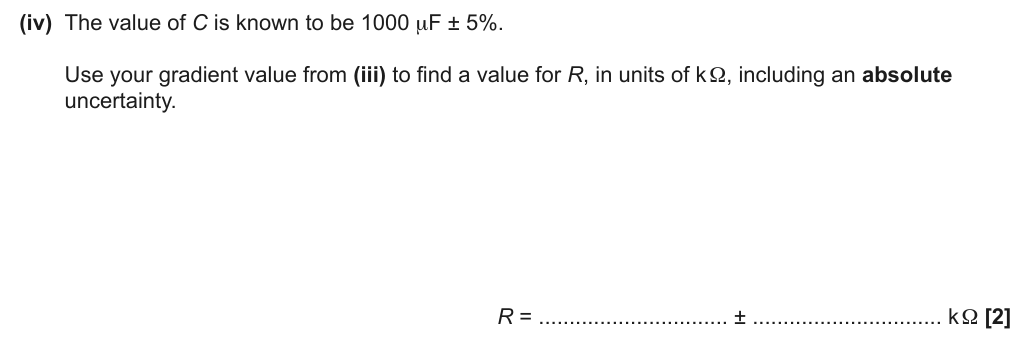 (iv) The value of C is known to be 1000 μF ± 5%.
Use your gradient value from (iii) to find a value for R, in units of kΩ, including an absolute
uncertainty.
R = ............................... ± ............................... kΩ [2]